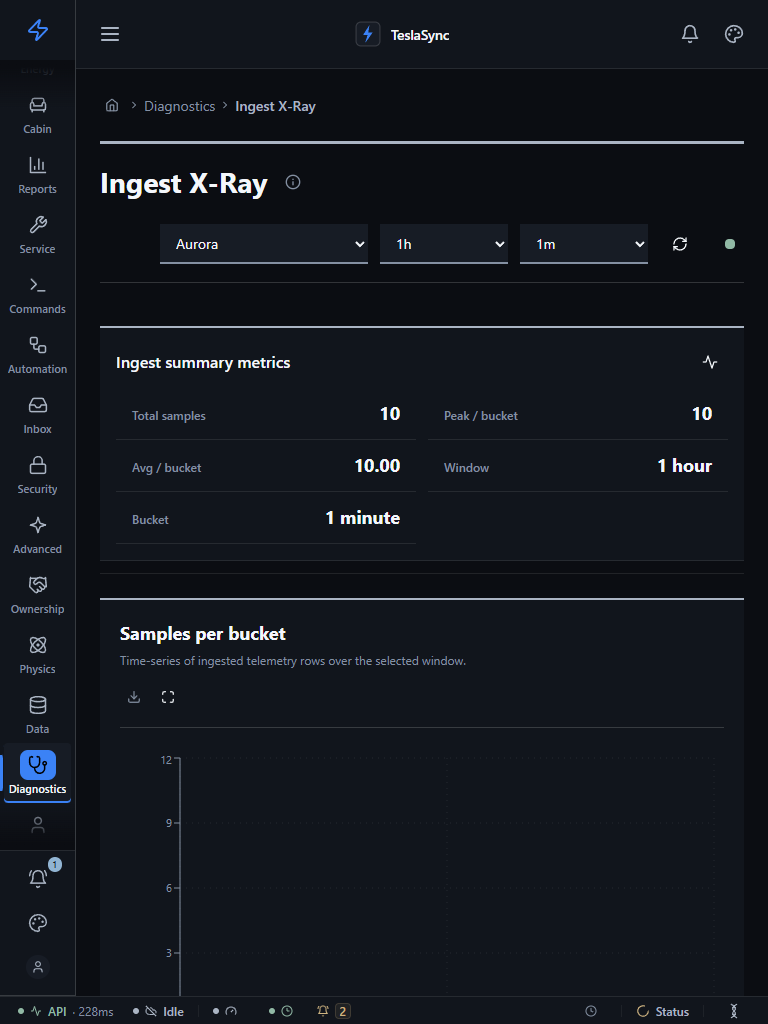 TeslaSync
Diagnostics
Ingest X-Ray
Ingest X-Ray
Aurora
1h
1m
Ingest summary metrics
Total samples 10
Peak / bucket 10
Avg / bucket 10.00
Window 1 hour
Bucket 1 minute
Samples per bucket
Time-series of ingested telemetry rows over the selected window.
12
9
6
3
Energy
Cabin
Reports
Service
Commands
Automation
Inbox
Security
Advanced
Ownership
Physics
Data
Diagnostics
1
API · 228ms
Idle
2
Status